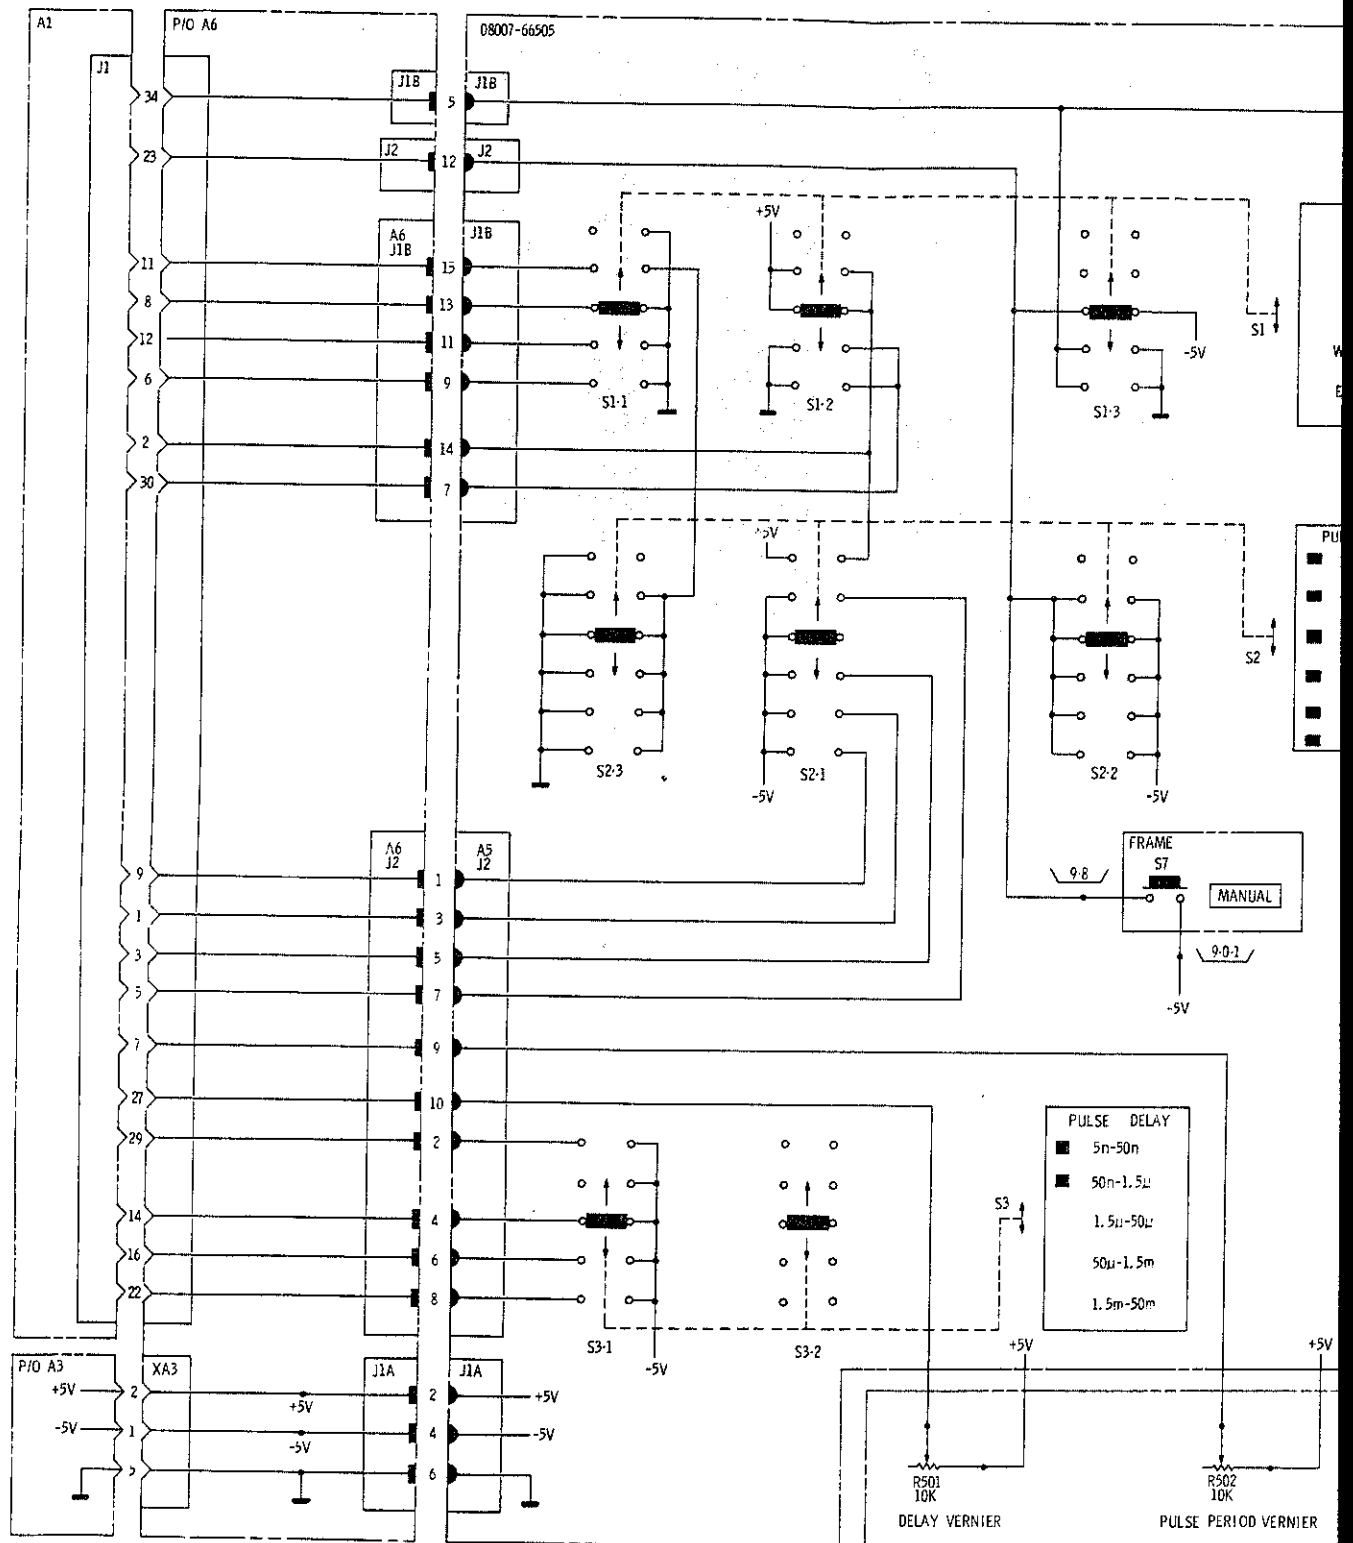 A1
P/O A6
08007-66505
J1
J1B J1B
34 5
J2 J2
23 12
+5V
A6
J1B
J1B
11 15
8 13
S1
12 11
-5V
6 9
S1-1 S1-2 S1-3
2 14
30 7
PU
S2
S2-3 S2-1 S2-2
-5V -5V
FRAME
A6
J2
A5
J2
S7
9 1
9-8
MANUAL
1 3
3 5
9-0-1
5 7
-5V
7 9
27 10
PULSE DELAY
29 2
5n-50n
50n-1.5µ
S3
14 4
1.5µ-50µ
16 6
50µ-1.5m
22 8
1.5m-50m
S3-1 S3-2
-5V
+5V +5V
P/O A3 XA3 J1A J1A
+5V 2 +5V 2 +5V
-5V 1 -5V 4 -5V
6
R501
10K
R502
10K
DELAY VERNIER
PULSE PERIOD VERNIER